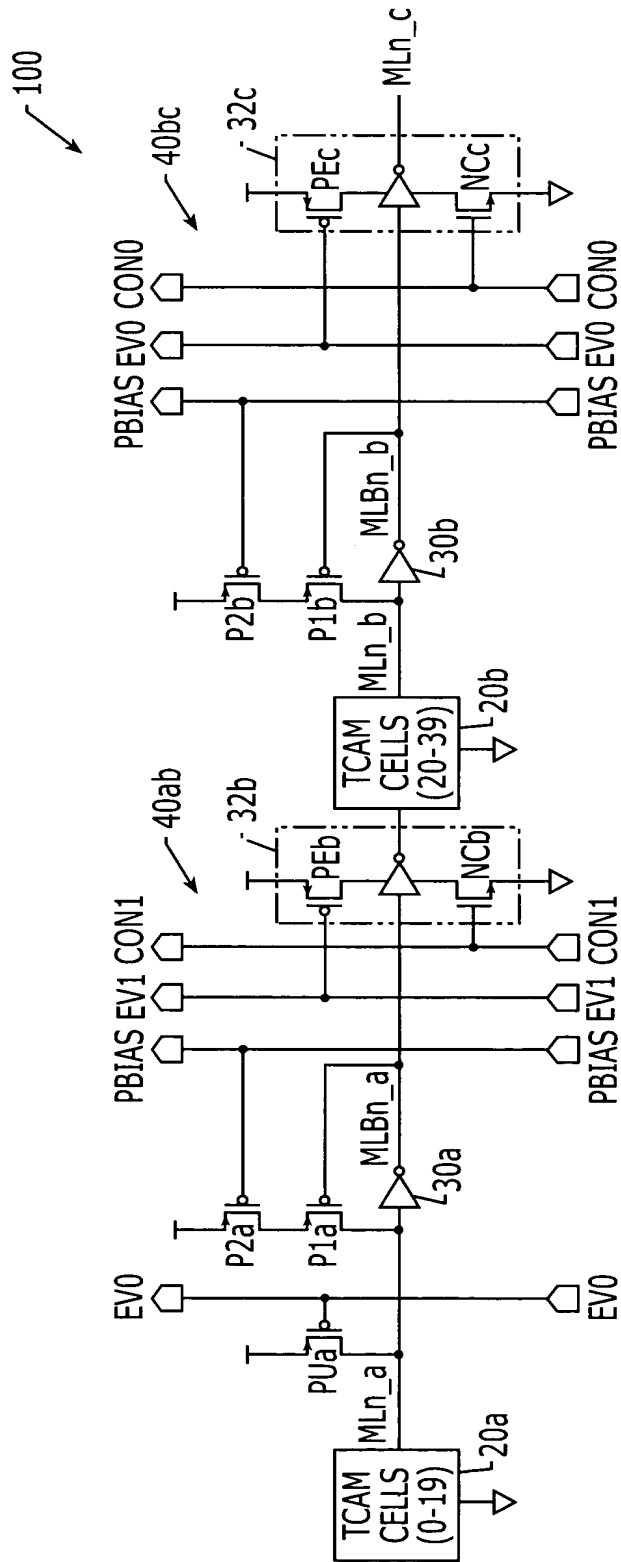 100
40ab
40bc
EV0
PBIAS
EV1
CON1
PBIAS
EV0
CON0
32b
32c
P2a
PEb
P2b
PEc
PUa
P1a
P1b
MLn_a
MLBn_a
MLn_b
MLBn_b
MLn_c
TCAM
CELLS
(0-19)
TCAM
CELLS
(20-39)
30a
NCb
30b
NCc
20a
20b
EV0
PBIAS
EV1
CON1
PBIAS
EV0
CON0